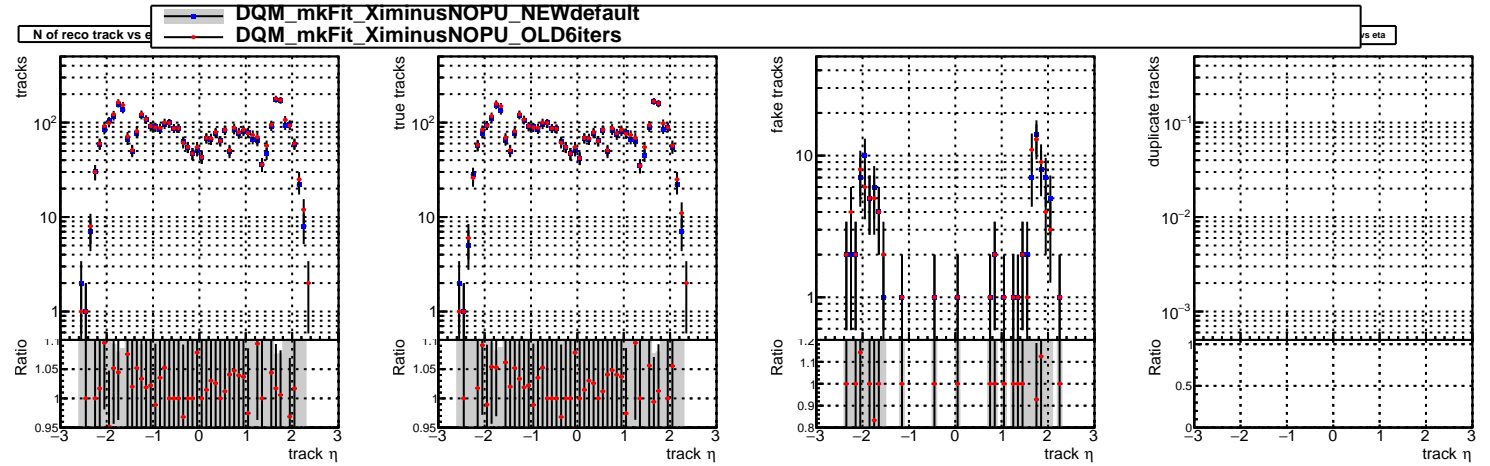 DQM_mkFit_XiminusNOPU_NEWdefault
DQM_mkFit_XiminusNOPU_OLD6iters
N of reco track vs e
vs eta
tracks
10²
10
1
Ratio
1.1
1.05
1
0.95
−3 −2 −1 0 1 2 3
track η
true tracks
10²
10
1
Ratio
1.1
1.05
1
0.95
−3 −2 −1 0 1 2 3
track η
fake tracks
10
1
Ratio
1.2
1.1
1
0.9
0.8
−3 −2 −1 0 1 2 3
track η
duplicate tracks
10⁻¹
10⁻²
10⁻³
Ratio
1
0.5
0
−3 −2 −1 0 1 2 3
track η